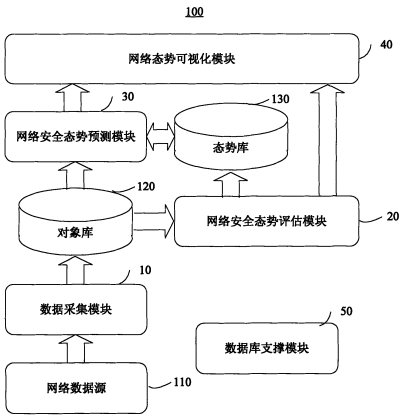 100
网络态势可视化模块
40
30
130
网络安全态势预测模块
态势库
120
对象库
网络安全态势评估模块
20
10
数据采集模块
50
数据库支撑模块
网络数据源
110